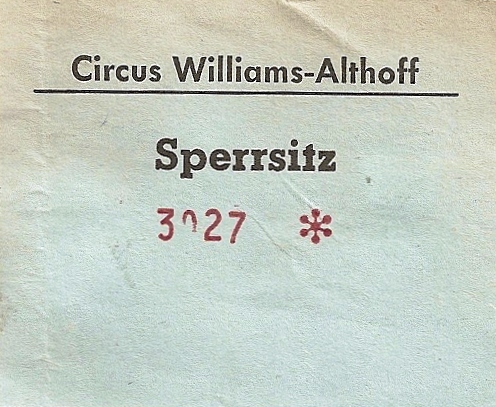 Circus Williams-Althoff
Sperrsitz
3027 *